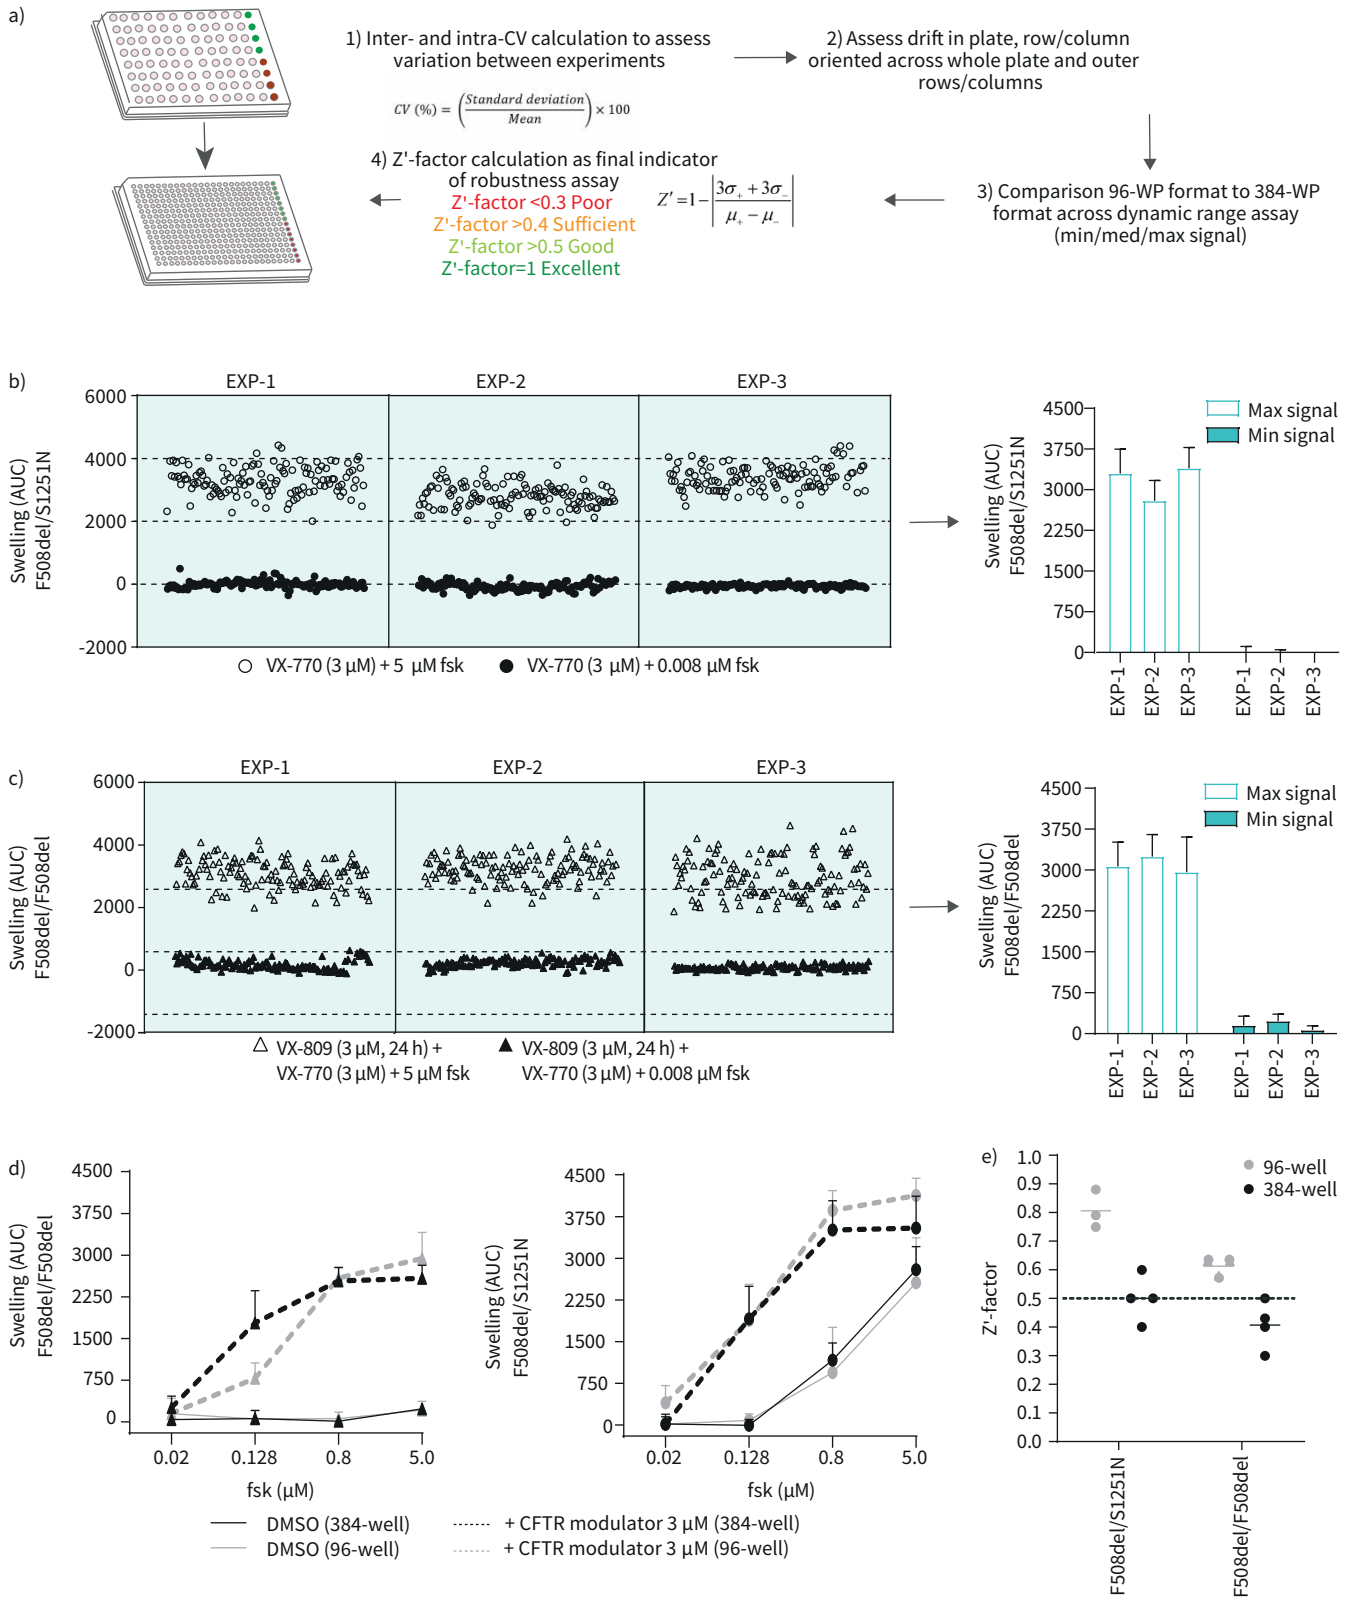 a)
1) Inter- and intra-CV calculation to assess
variation between experiments
CV (%) = (Standard deviation / Mean) × 100
2) Assess drift in plate, row/column
oriented across whole plate and outer
rows/columns
3) Comparison 96-WP format to 384-WP
format across dynamic range assay
(min/med/max signal)
4) Z'-factor calculation as final indicator
of robustness assay
Z'-factor <0.3 Poor
Z'-factor >0.4 Sufficient
Z'-factor >0.5 Good
Z'-factor=1 Excellent
Z' =1− |3σ+ + 3σ− / μ+ − μ−|
b)
EXP-1 EXP-2 EXP-3
Swelling (AUC)
F508del/S1251N
6000
4000
2000
0
-2000
VX-770 (3 µM) + 5 µM fsk
VX-770 (3 µM) + 0.008 µM fsk
Swelling (AUC)
F508del/S1251N
4500
3750
3000
2250
1500
750
0
Max signal
Min signal
EXP-1 EXP-2 EXP-3 EXP-1 EXP-2 EXP-3
c)
EXP-1 EXP-2 EXP-3
Swelling (AUC)
F508del/F508del
6000
4000
2000
0
-2000
VX-809 (3 µM, 24 h) +
VX-770 (3 µM) + 5 µM fsk
VX-809 (3 µM, 24 h) +
VX-770 (3 µM) + 0.008 µM fsk
Swelling (AUC)
F508del/F508del
4500
3750
3000
2250
1500
750
0
Max signal
Min signal
EXP-1 EXP-2 EXP-3 EXP-1 EXP-2 EXP-3
d)
Swelling (AUC)
F508del/F508del
4500
3750
3000
2250
1500
750
0
0.02 0.128 0.8 5.0
fsk (µM)
Swelling (AUC)
F508del/S1251N
4500
3750
3000
2250
1500
750
0
0.02 0.128 0.8 5.0
fsk (µM)
DMSO (384-well)
DMSO (96-well)
+ CFTR modulator 3 µM (384-well)
+ CFTR modulator 3 µM (96-well)
e)
Z'-factor
1.0
0.9
0.8
0.7
0.6
0.5
0.4
0.3
0.2
0.1
0.0
96-well
384-well
F508del/S1251N
F508del/F508del